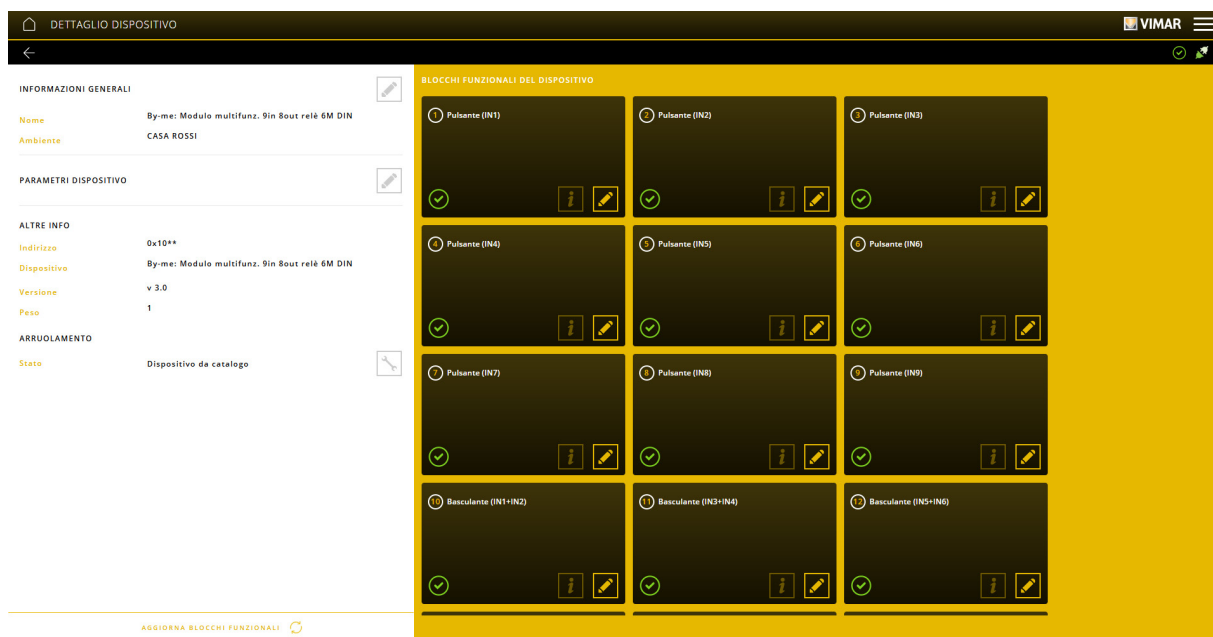 DETTAGLIO DISPOSITIVO
VIMAR
INFORMAZIONI GENERALI
Nome By-me: Modulo multifunz. 9in 8out relè 6M DIN
Ambiente CASA ROSSI
PARAMETRI DISPOSITIVO
ALTRE INFO
Indirizzo 0x10**
Dispositivo By-me: Modulo multifunz. 9in 8out relè 6M DIN
Versione v 3.0
Peso 1
ARRUOLAMENTO
Stato Dispositivo da catalogo
AGGIORNA BLOCCHI FUNZIONALI
BLOCCHI FUNZIONALI DEL DISPOSITIVO
1 Pulsante (IN1)
2 Pulsante (IN2)
3 Pulsante (IN3)
4 Pulsante (IN4)
5 Pulsante (IN5)
6 Pulsante (IN6)
7 Pulsante (IN7)
8 Pulsante (IN8)
9 Pulsante (IN9)
10 Basculante (IN1+IN2)
11 Basculante (IN3+IN4)
12 Basculante (IN5+IN6)